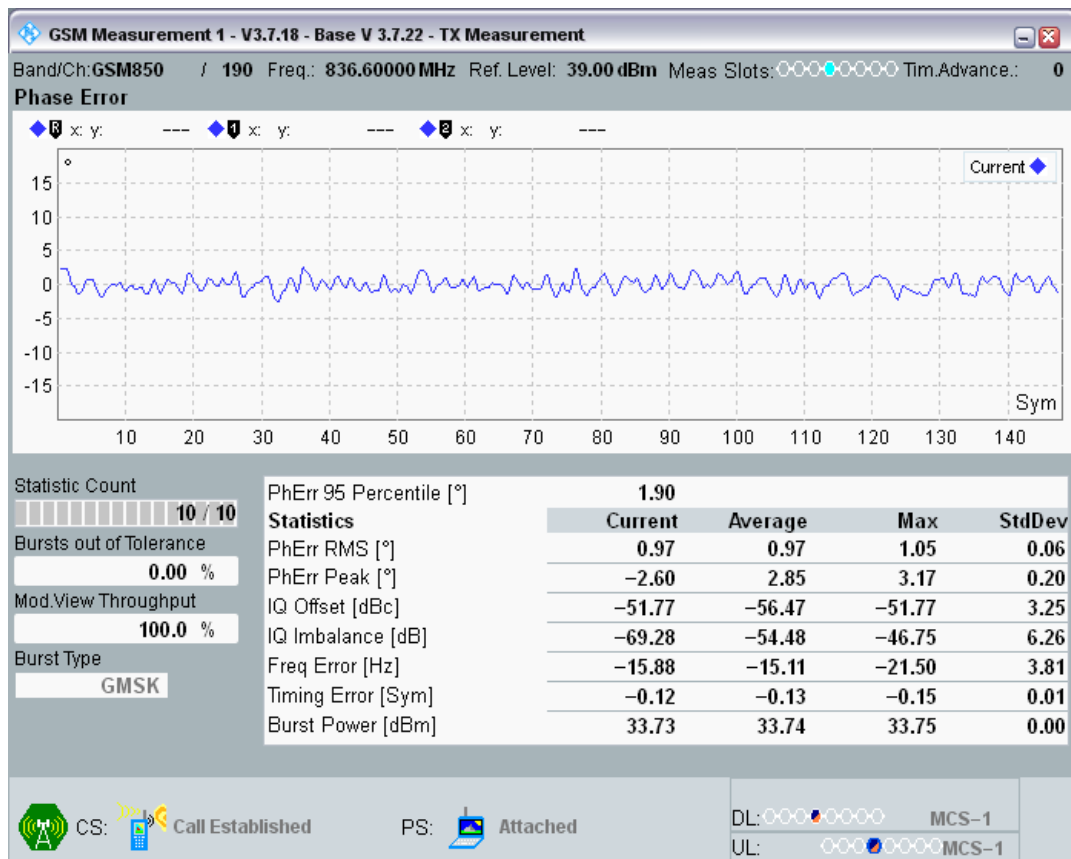 GSM Measurement 1 - V3.7.18 - Base V 3.7.22 - TX Measurement
Band/Ch:GSM850 / 190 Freq.: 836.60000 MHz Ref. Level: 39.00 dBm Meas Slots: Tim.Advance.: 0
Phase Error
R x: y: --- 1 x: y: --- 2 x: y: ---
°
Current
15
10
5
0
-5
-10
-15
Sym
10 20 30 40 50 60 70 80 90 100 110 120 130 140
Statistic Count
10 / 10
Bursts out of Tolerance
0.00 %
Mod.View Throughput
100.0 %
Burst Type
GMSK
PhErr 95 Percentile [°] 1.90
Statistics Current Average Max StdDev
PhErr RMS [°] 0.97 0.97 1.05 0.06
PhErr Peak [°] −2.60 2.85 3.17 0.20
IQ Offset [dBc] −51.77 −56.47 −51.77 3.25
IQ Imbalance [dB] −69.28 −54.48 −46.75 6.26
Freq Error [Hz] −15.88 −15.11 −21.50 3.81
Timing Error [Sym] −0.12 −0.13 −0.15 0.01
Burst Power [dBm] 33.73 33.74 33.75 0.00
CS: Call Established PS: Attached
DL: MCS−1
UL: MCS−1